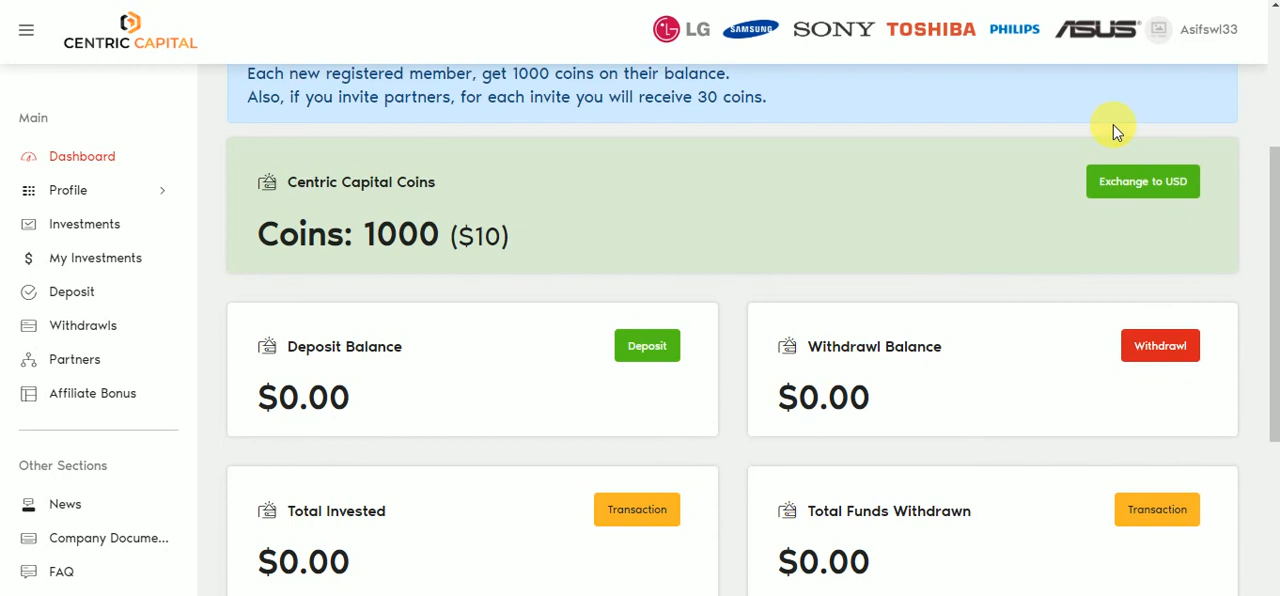 CENTRIC CAPITAL
LG SAMSUNG SONY TOSHIBA PHILIPS ASUS Asifswl33
Each new registered member, get 1000 coins on their balance.
Also, if you invite partners, for each invite you will receive 30 coins.
Main
Dashboard
Profile
Investments
My Investments
Deposit
Withdrawls
Partners
Affiliate Bonus
Other Sections
News
Company Docume...
FAQ
Centric Capital Coins
Exchange to USD
Coins: 1000 ($10)
Deposit Balance
Deposit
$0.00
Withdrawl Balance
Withdrawl
$0.00
Total Invested
Transaction
$0.00
Total Funds Withdrawn
Transaction
$0.00